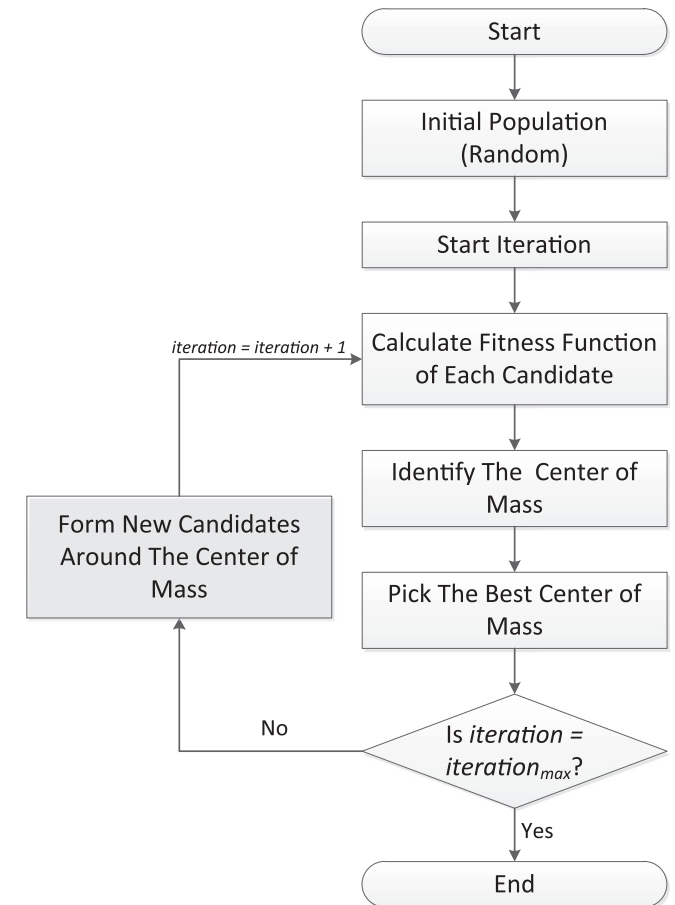 Start
Initial Population
(Random)
Start Iteration
iteration = iteration + 1
Calculate Fitness Function
of Each Candidate
Identify The Center of
Mass
Form New Candidates
Around The Center of
Mass
Pick The Best Center of
Mass
No
Is iteration =
iterationmax?
Yes
End